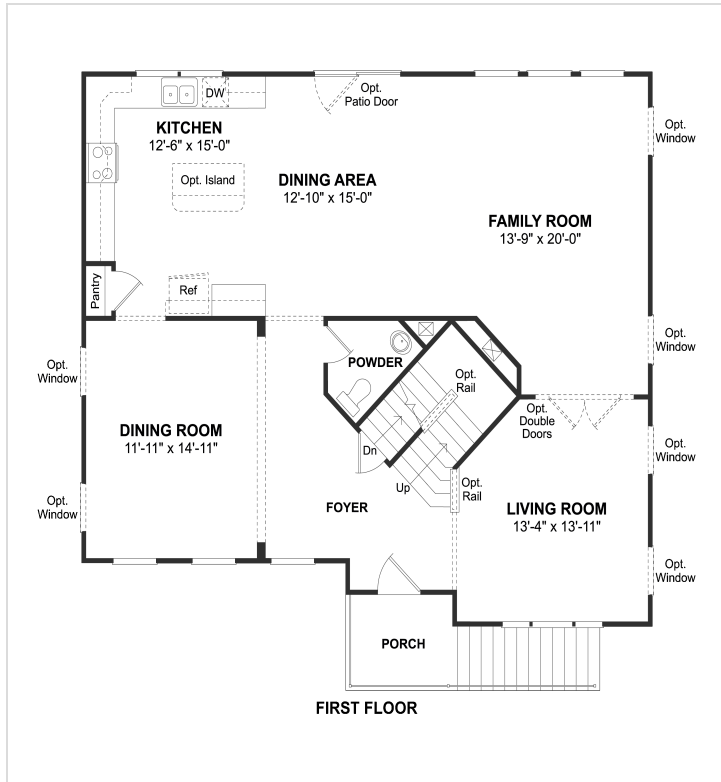 DW
Opt.
Patio Door
KITCHEN
12'-6" x 15'-0"
Opt.
Window
Opt. Island
DINING AREA
12'-10" x 15'-0"
FAMILY ROOM
13'-9" x 20'-0"
Pantry
Ref
Opt.
Window
POWDER
Opt.
Window
Opt.
Rail
Opt.
Double
Doors
DINING ROOM
11'-11" x 14'-11"
Dn
Opt.
Window
Up
Opt.
Rail
Opt.
Window
FOYER
LIVING ROOM
13'-4" x 13'-11"
Opt.
Window
PORCH
FIRST FLOOR